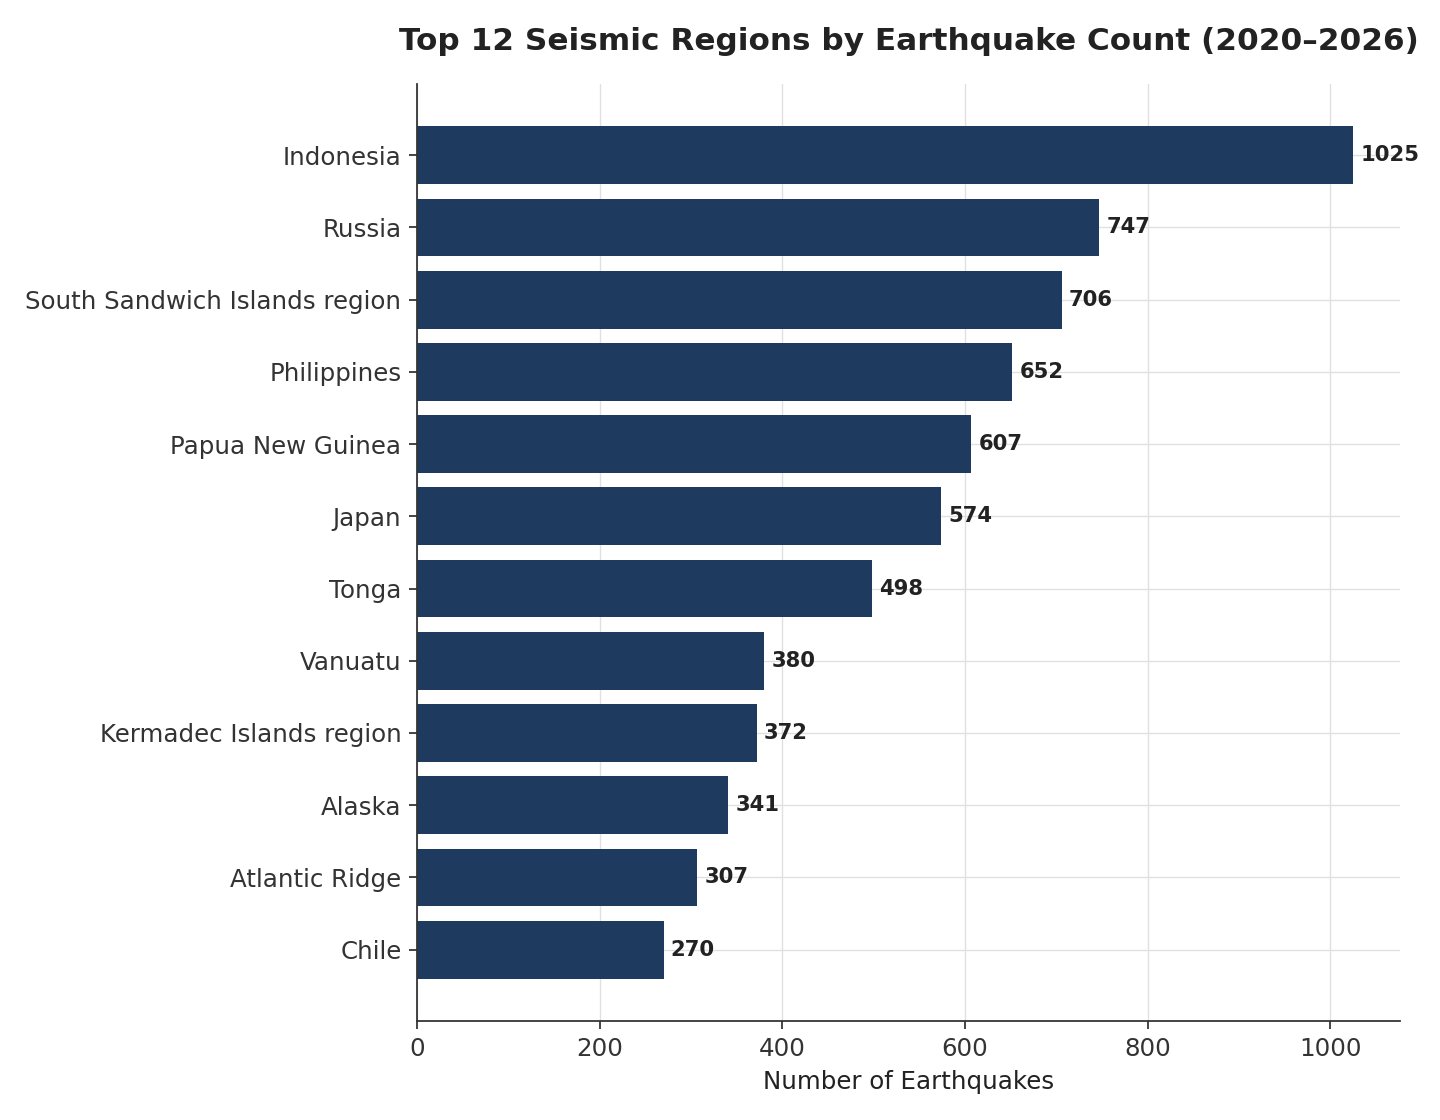 Top 12 Seismic Regions by Earthquake Count (2020–2026)
Indonesia 1025
Russia 747
South Sandwich Islands region 706
Philippines 652
Papua New Guinea 607
Japan 574
Tonga 498
Vanuatu 380
Kermadec Islands region 372
Alaska 341
Atlantic Ridge 307
Chile 270
0 200 400 600 800 1000
Number of Earthquakes